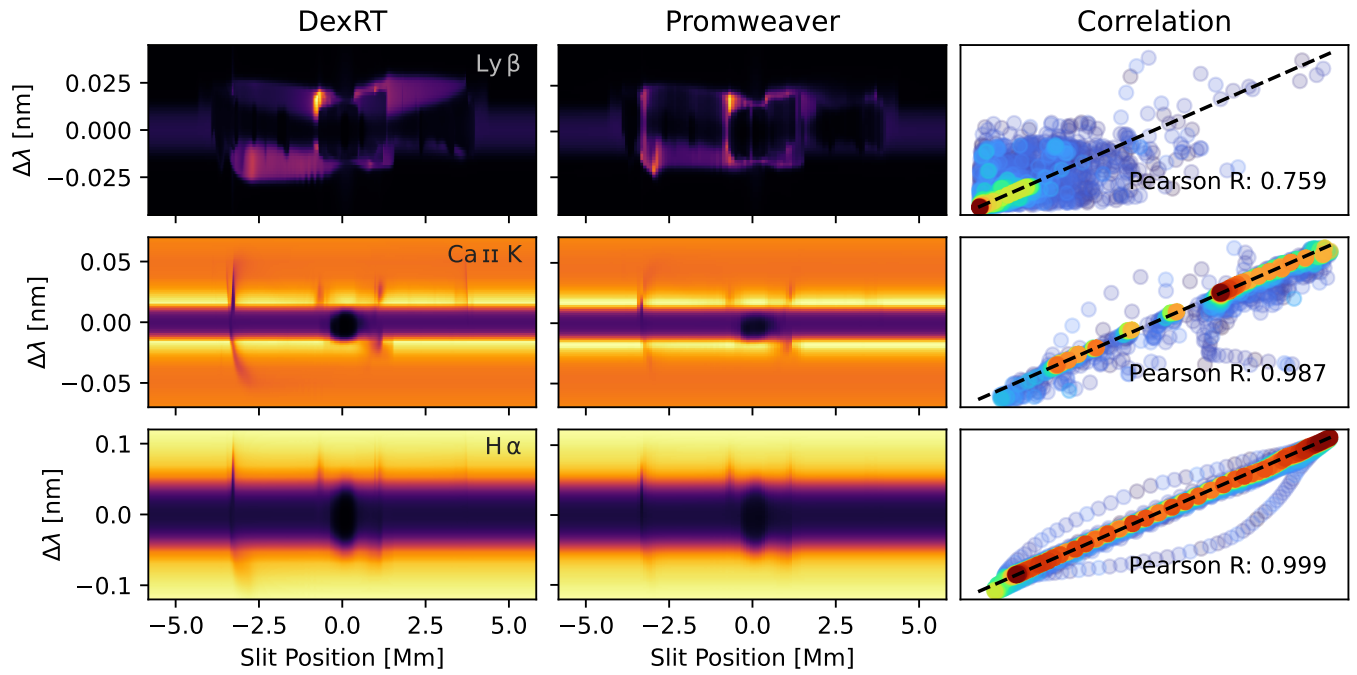 DexRT
Promweaver
Correlation
Δλ [nm]
0.025
0.000
−0.025
Ly β
Pearson R: 0.759
Δλ [nm]
0.05
0.00
−0.05
Ca ɪɪ K
Pearson R: 0.987
Δλ [nm]
0.1
0.0
−0.1
H α
Pearson R: 0.999
−5.0 −2.5 0.0 2.5 5.0
−5.0 −2.5 0.0 2.5 5.0
Slit Position [Mm]
Slit Position [Mm]